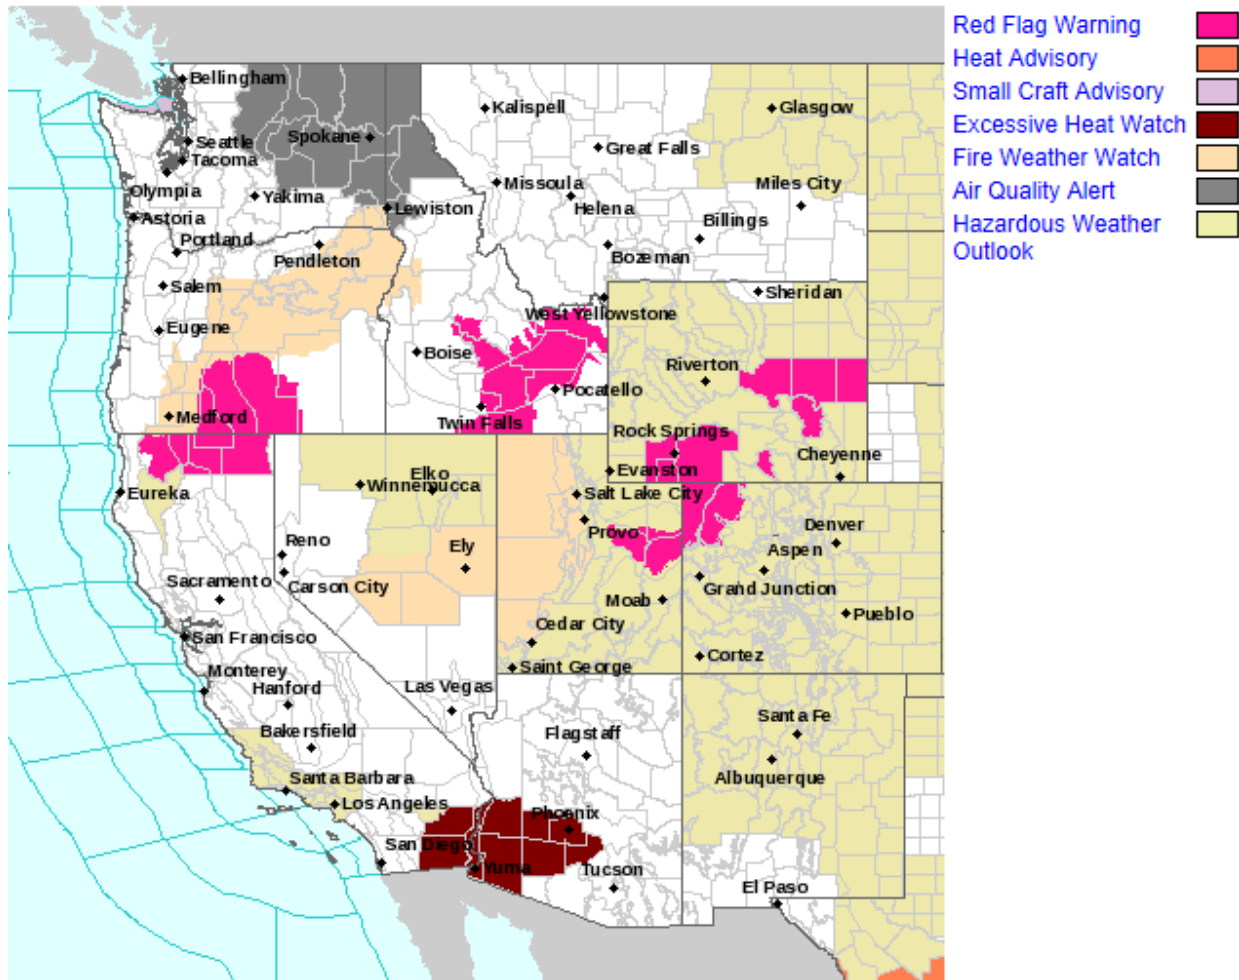 Red Flag Warning
Heat Advisory
Small Craft Advisory
Excessive Heat Watch
Fire Weather Watch
Air Quality Alert
Hazardous Weather
Outlook
Bellingham
Kalispell
Glasgow
Spokane
Seattle
Great Falls
Tacoma
Missoula
Miles City
Olympia
Yakima
Helena
Lewiston
Billings
Astoria
Portland
Pendleton
Bozeman
Salem
Sheridan
West Yellowstone
Eugene
Boise
Riverton
Pocatello
Medford
Twin Falls
Rock Springs
Cheyenne
Evanston
Elko
Winnemucca
Eureka
Salt Lake City
Provo
Denver
Reno
Ely
Aspen
Sacramento
Carson City
Grand Junction
Moab
Pueblo
Cedar City
San Francisco
Cortez
Saint George
Monterey
Hanford
Las Vegas
Santa Fe
Bakersfield
Flagstaff
Santa Barbara
Albuquerque
Los Angeles
Phoenix
San Diego
Yuma
Tucson
El Paso